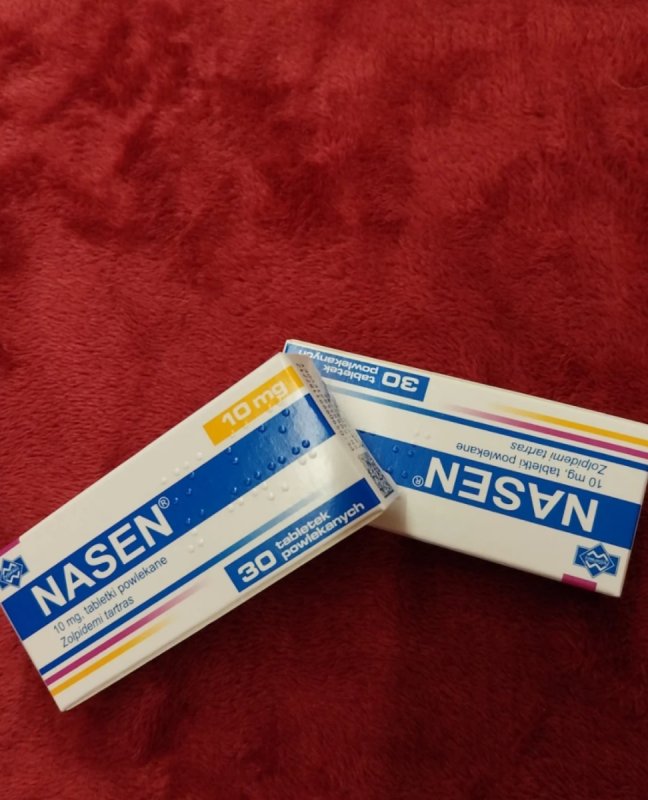 10 mg
NASEN®
10 mg, tabletki powlekane
Zolpidemi tartras
30 tabletek
powlekanych
30 tabletek
powlekanych
NASEN®
10 mg, tabletki powlekane
Zolpidemi tartras